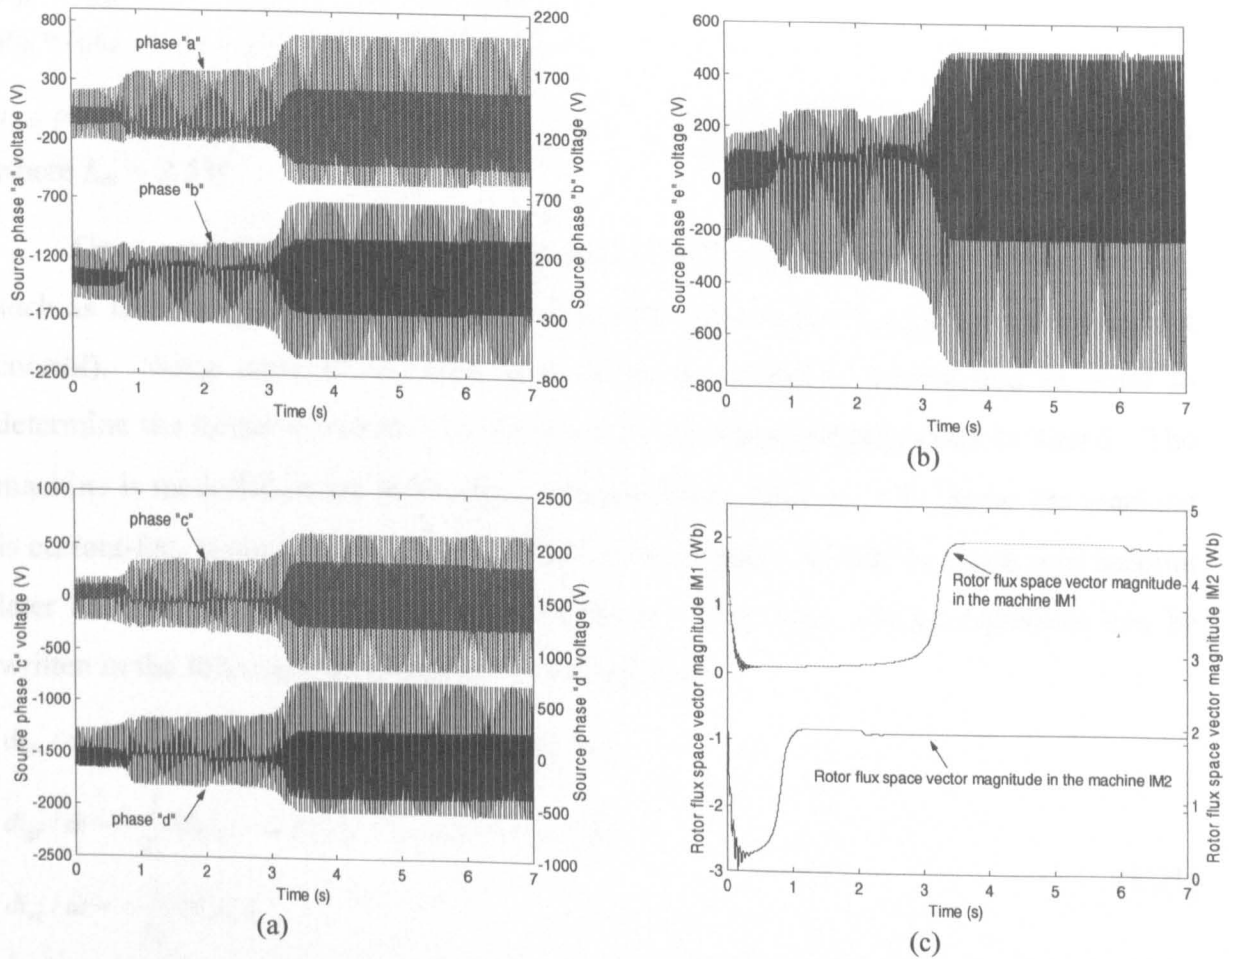 800
300
-200
-700
-1200
-1700
-2200
Source phase "a" voltage (V)
phase "a"
phase "b"
2200
1700
1200
700
200
-300
-800
Source phase "b" voltage (V)
0 1 2 3 4 5 6 7
Time (s)
600
400
200
0
-200
-400
-600
-800
Source phase "e" voltage (V)
0 1 2 3 4 5 6 7
Time (s)
(b)
1000
500
0
-500
-1000
-1500
-2000
-2500
Source phase "c" voltage (V)
phase "c"
phase "d"
2500
2000
1500
1000
500
0
-500
-1000
Source phase "d" voltage (V)
0 1 2 3 4 5 6 7
Time (s)
(a)
2
1
0
-1
-2
-3
Rotor flux space vector magnitude IM1 (Wb)
Rotor flux space vector magnitude
in the machine IM1
Rotor flux space vector magnitude in the machine IM2
5
4
3
2
1
0
Rotor flux space vector magnitude IM2 (Wb)
0 1 2 3 4 5 6 7
Time (s)
(c)